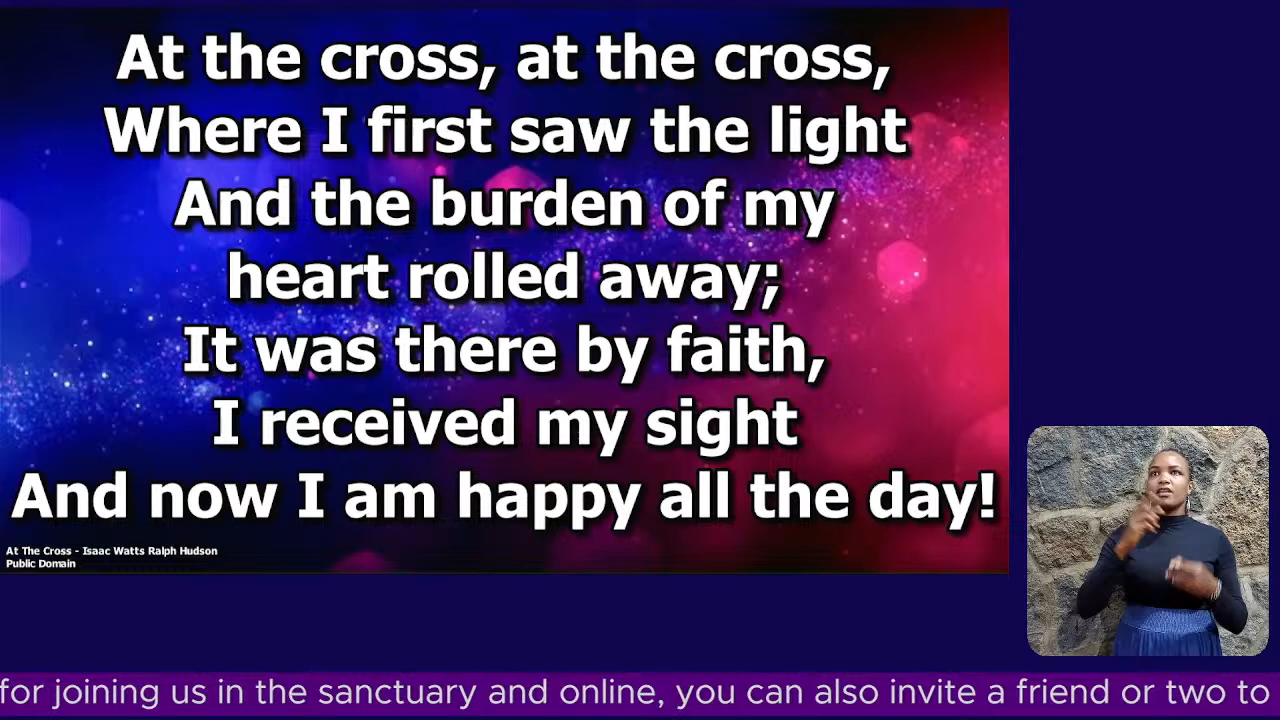 At the cross, at the cross,
Where I first saw the light
And the burden of my
heart rolled away;
It was there by faith,
I received my sight
And now I am happy all the day!
At The Cross - Isaac Watts Ralph Hudson
Public Domain
for joining us in the sanctuary and online, you can also invite a friend or two to